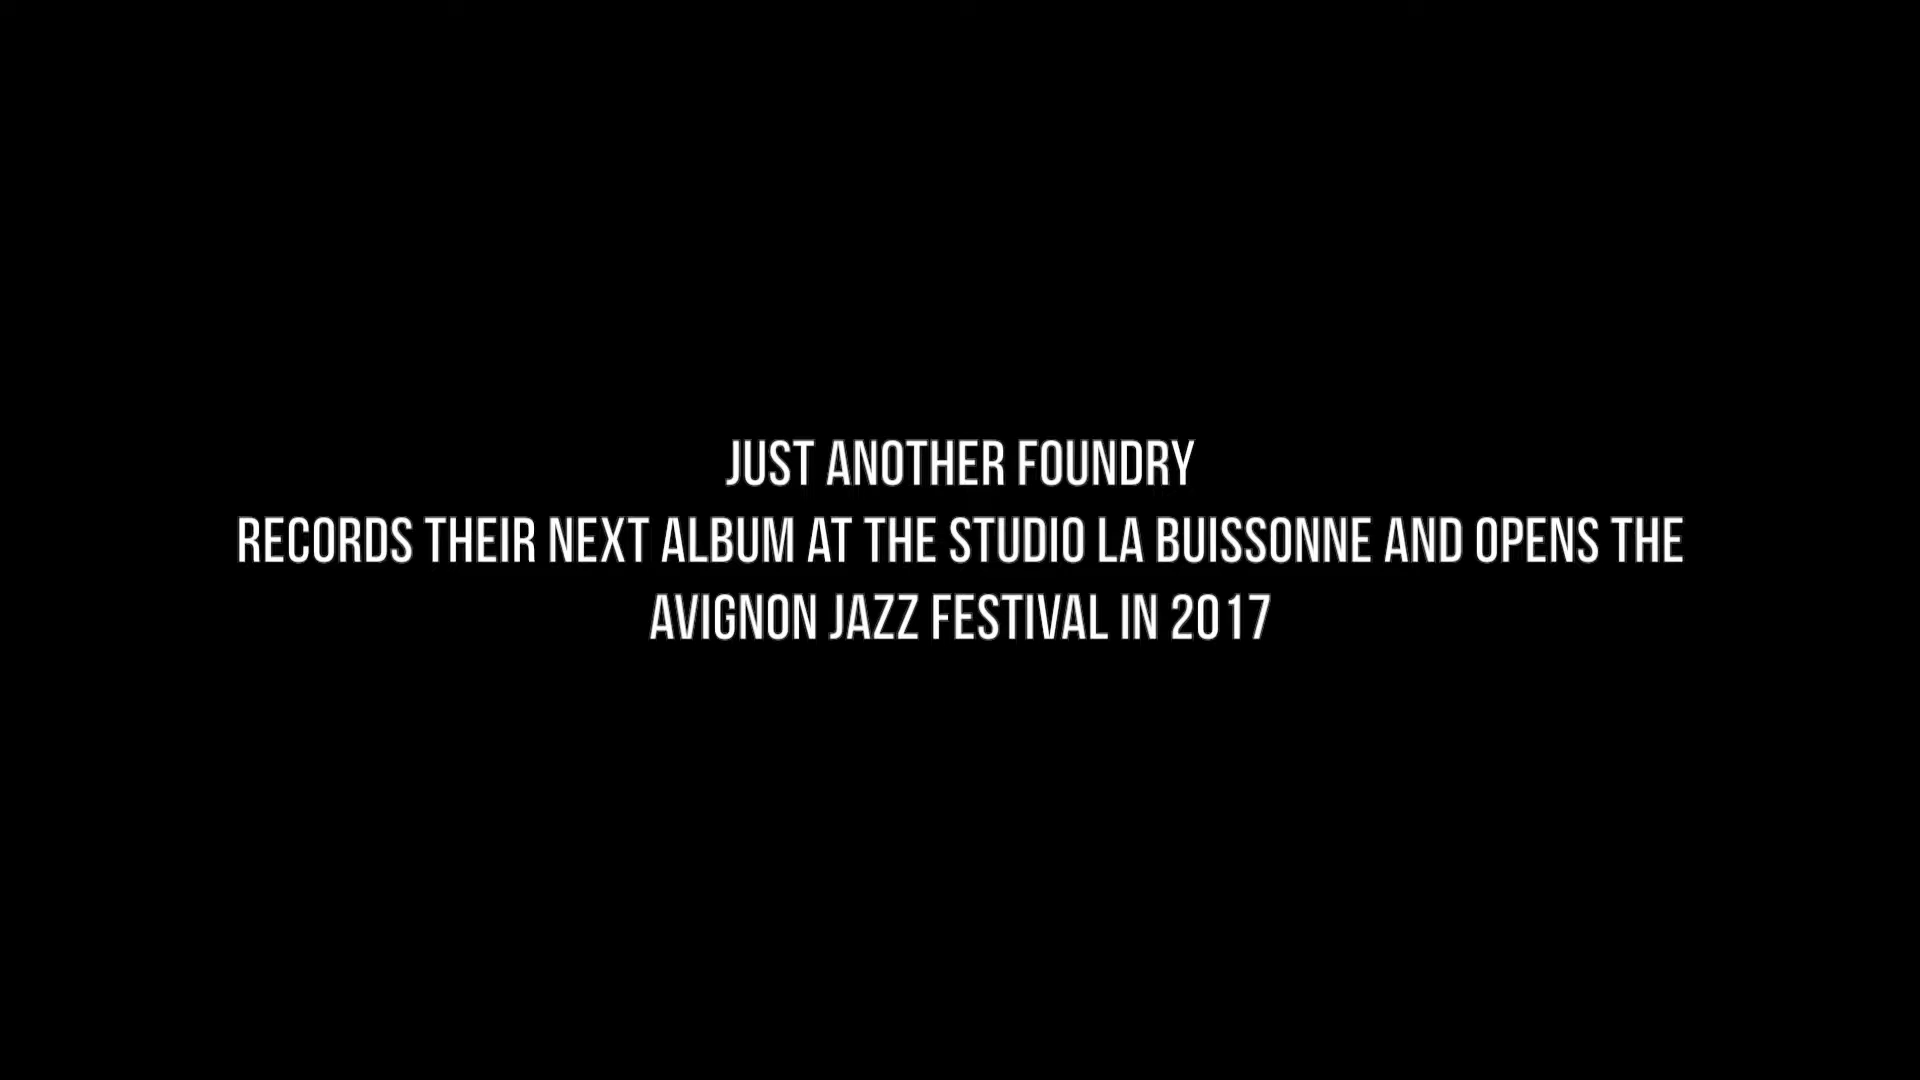 JUST ANOTHER FOUNDRY
RECORDS THEIR NEXT ALBUM AT THE STUDIO LA BUISSONNE AND OPENS THE
AVIGNON JAZZ FESTIVAL IN 2017